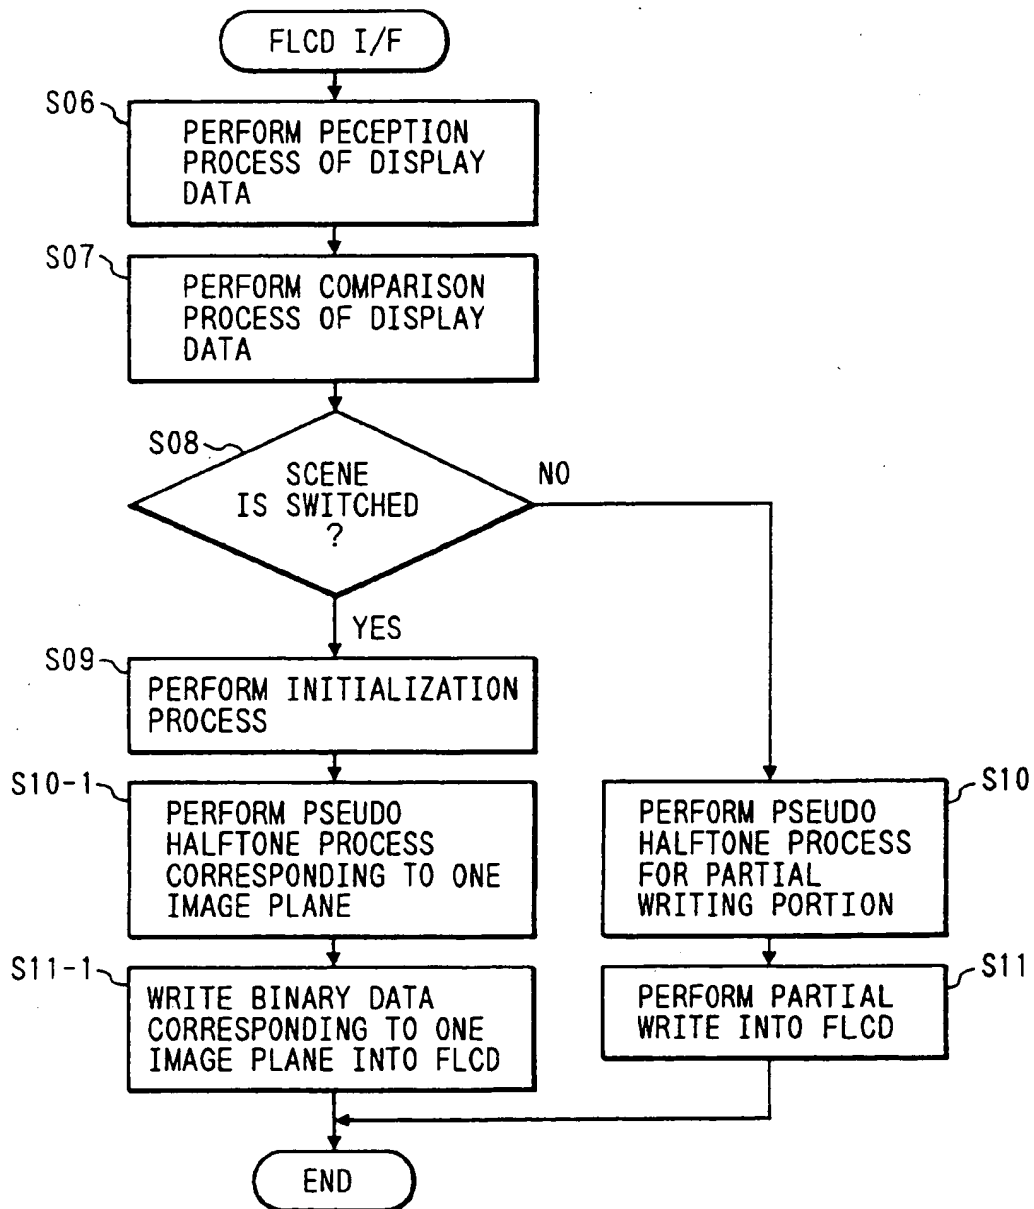 FLCD I/F
S06
PERFORM PECEPTION
PROCESS OF DISPLAY
DATA
S07
PERFORM COMPARISON
PROCESS OF DISPLAY
DATA
S08
SCENE
IS SWITCHED
?
NO
YES
S09
PERFORM INITIALIZATION
PROCESS
S10-1
PERFORM PSEUDO
HALFTONE PROCESS
CORRESPONDING TO ONE
IMAGE PLANE
S10
PERFORM PSEUDO
HALFTONE PROCESS
FOR PARTIAL
WRITING PORTION
S11-1
WRITE BINARY DATA
CORRESPONDING TO ONE
IMAGE PLANE INTO FLCD
S11
PERFORM PARTIAL
WRITE INTO FLCD
END